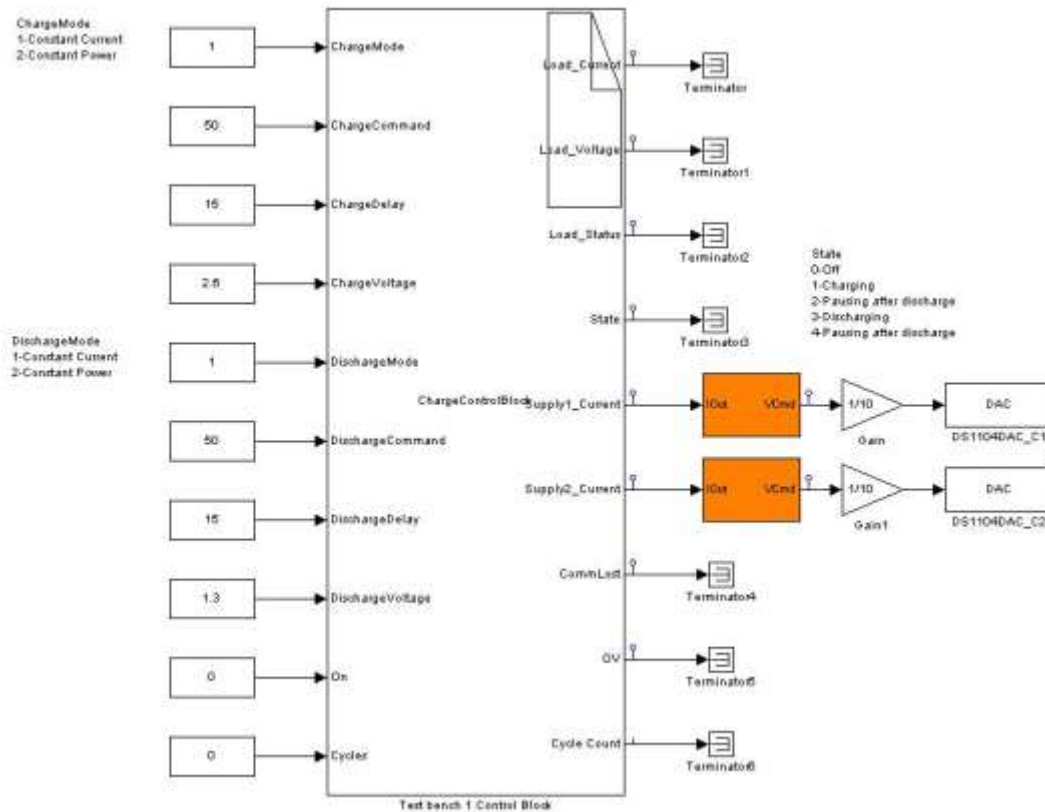 ChargeMode
1-Constant Current
2-Constant Power
1
50
15
2.6
DischargeMode
1-Constant Current
2-Constant Power
1
50
15
1.3
0
0
ChargeMode
ChargeCommand
ChargeDelay
ChargeVoltage
DischargeMode
ChargeControlBlock
DischargeCommand
DischargeDelay
DischargeVoltage
On
Cycles
Load_Current
Load_Voltage
Load_Status
State
Supply1_Current
Supply2_Current
CommLost
OV
Cycle Count
Test bench 1 Control Block
Terminator
Terminator1
Terminator2
Terminator3
State
0-Off
1-Charging
2-Pausing after discharge
3-Discharging
4-Pausing after discharge
IOut VCmd
1/10
Gain
DAC
DS1104DAC_C1
IOut VCmd
1/10
Gain1
DAC
DS1104DAC_C2
Terminator4
Terminator5
Terminator6